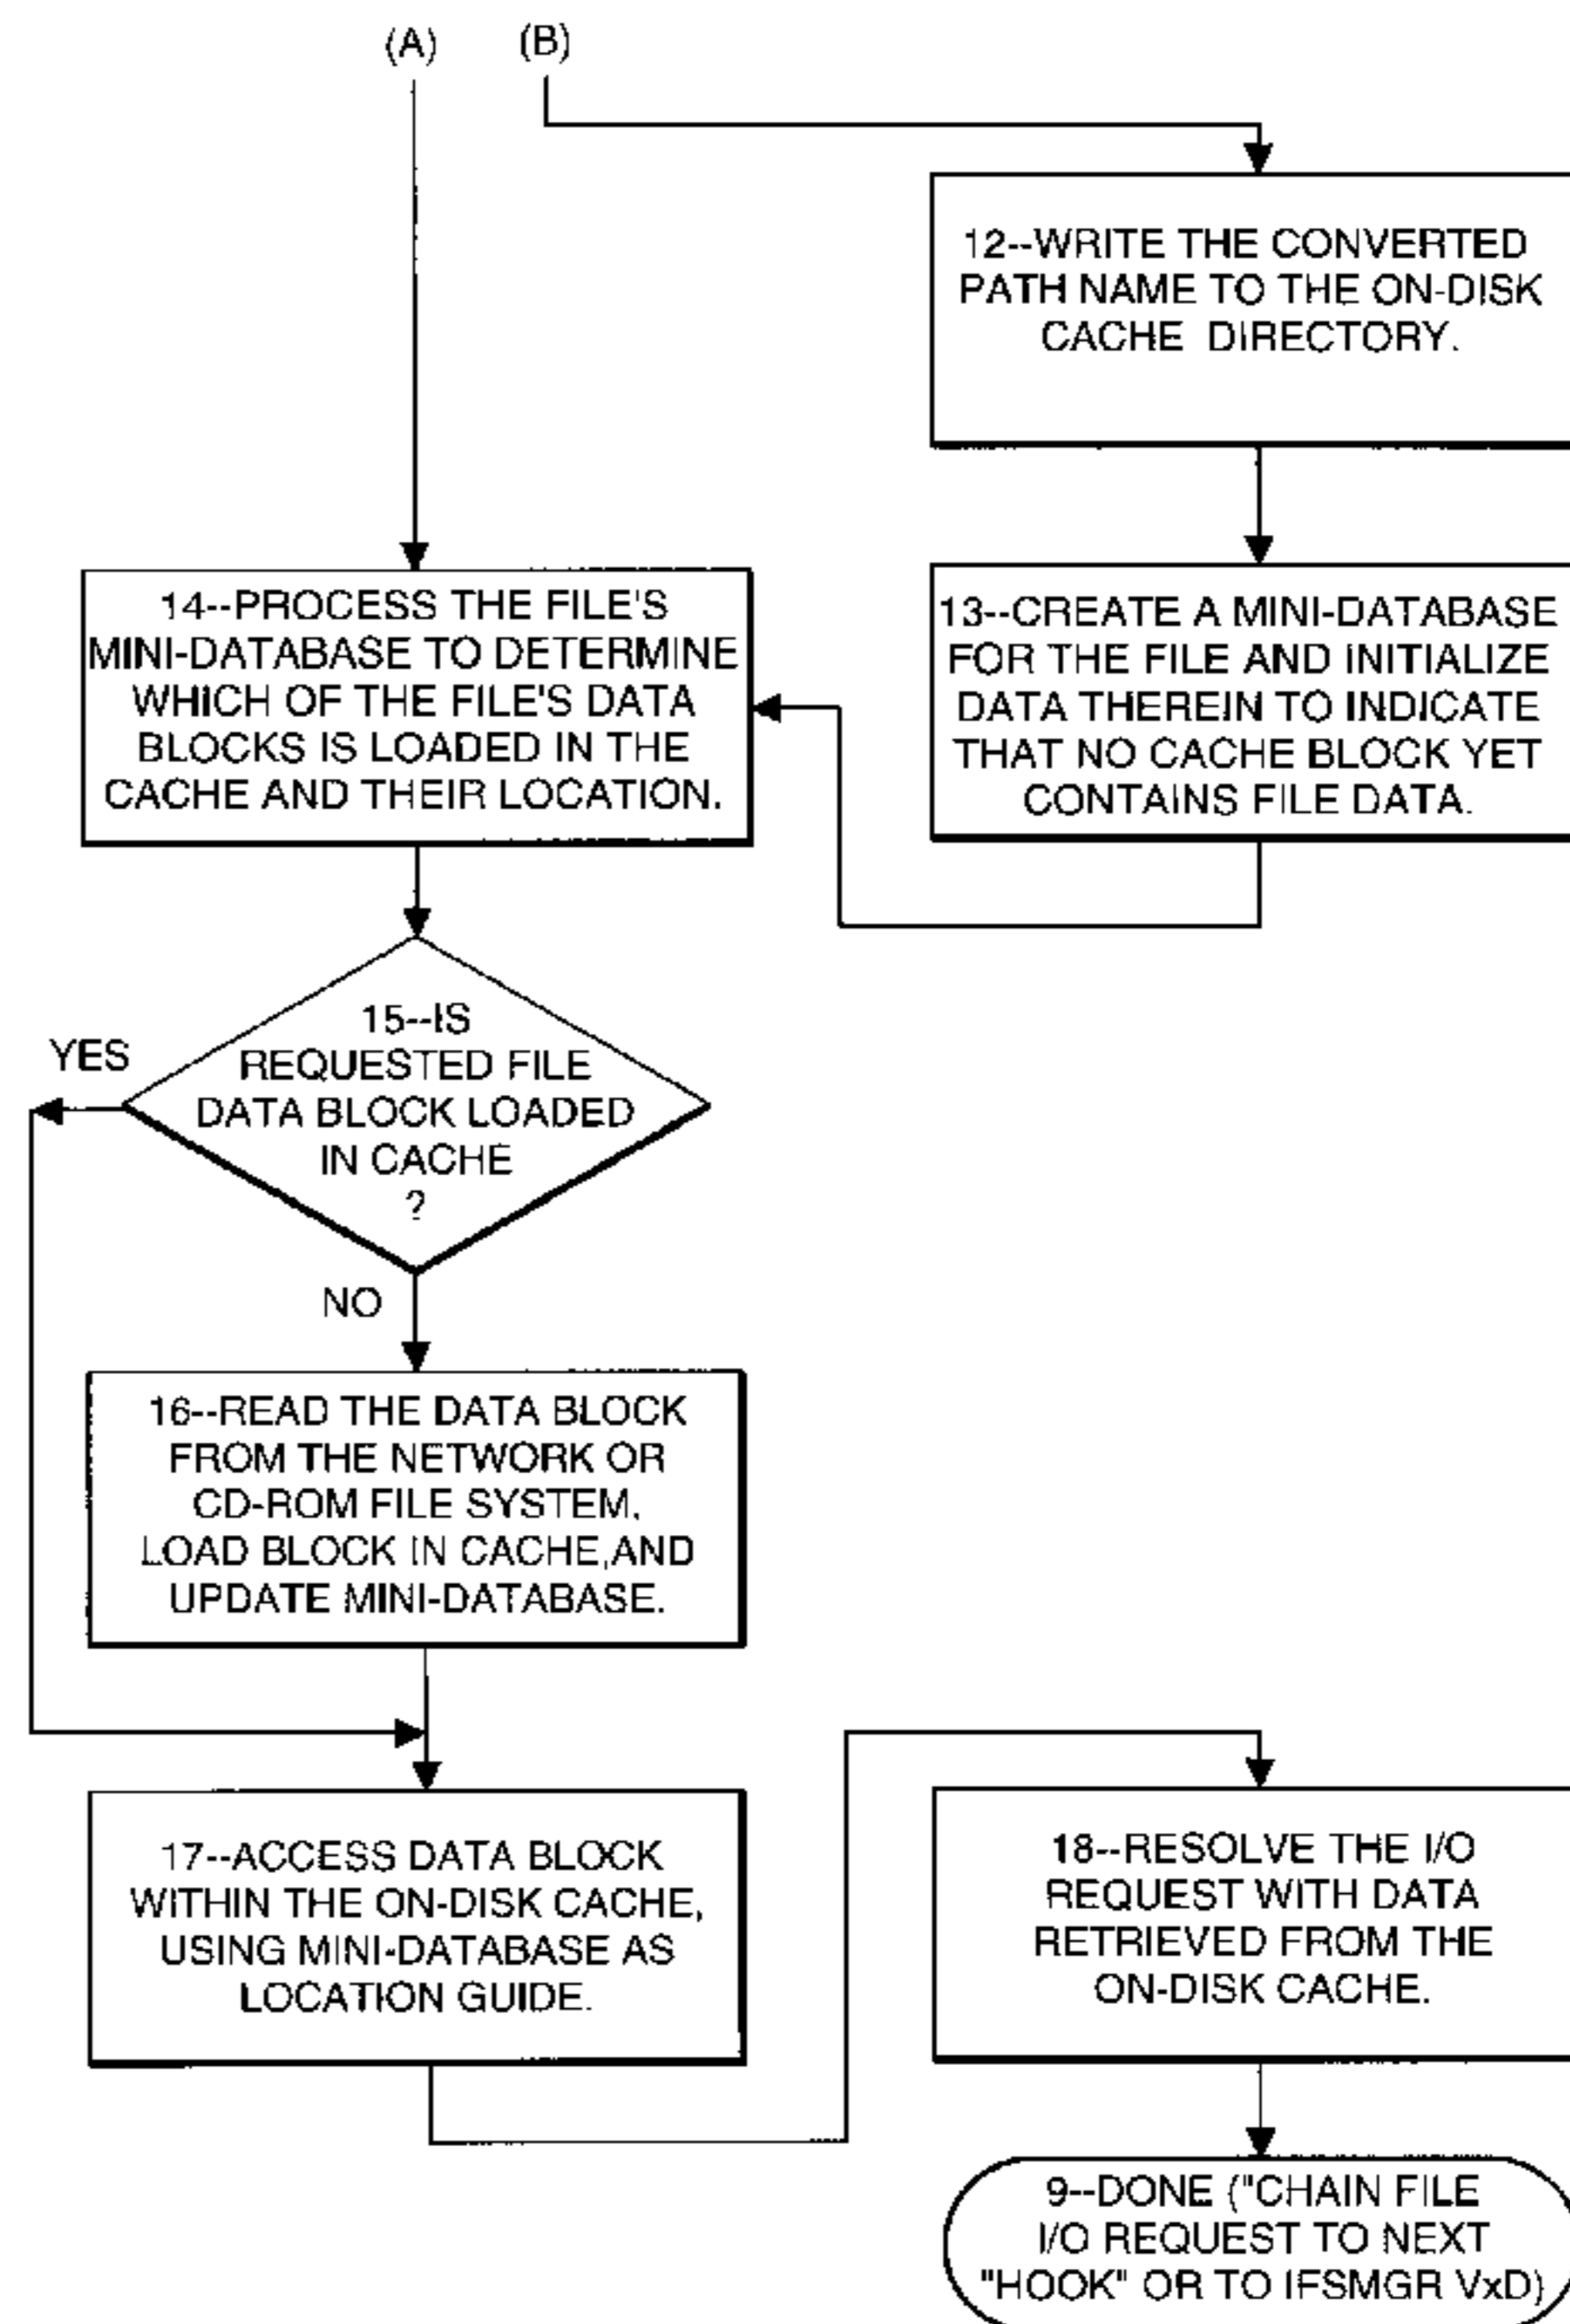 (A)
(B)
12--WRITE THE CONVERTED
PATH NAME TO THE ON-DISK
CACHE DIRECTORY.
14--PROCESS THE FILE'S
MINI-DATABASE TO DETERMINE
WHICH OF THE FILE'S DATA
BLOCKS IS LOADED IN THE
CACHE AND THEIR LOCATION.
13--CREATE A MINI-DATABASE
FOR THE FILE AND INITIALIZE
DATA THEREIN TO INDICATE
THAT NO CACHE BLOCK YET
CONTAINS FILE DATA.
15--IS
REQUESTED FILE
DATA BLOCK LOADED
IN CACHE
?
YES
NO
16--READ THE DATA BLOCK
FROM THE NETWORK OR
CD-ROM FILE SYSTEM,
LOAD BLOCK IN CACHE,AND
UPDATE MINI-DATABASE.
17--ACCESS DATA BLOCK
WITHIN THE ON-DISK CACHE,
USING MINI-DATABASE AS
LOCATION GUIDE.
18--RESOLVE THE I/O
REQUEST WITH DATA
RETRIEVED FROM THE
ON-DISK CACHE.
9--DONE ("CHAIN FILE
I/O REQUEST TO NEXT
"HOOK" OR TO IFSMGR VxD)